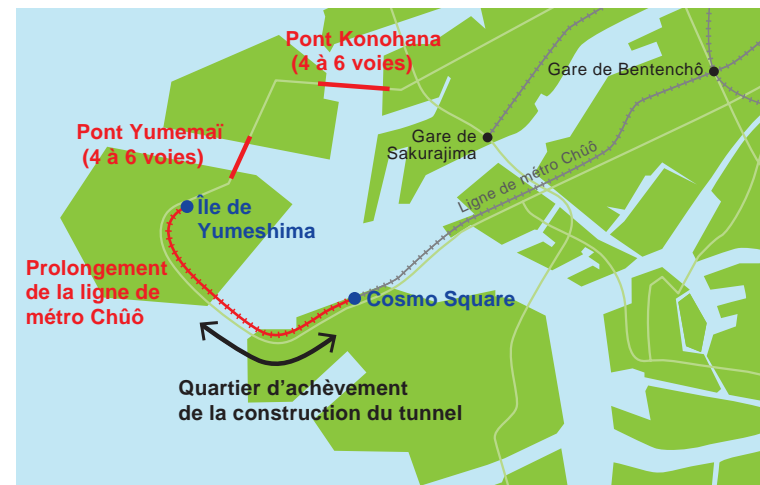 Pont Konohana
(4 à 6 voies)
Gare de Bentenchô
Pont Yumemaï
(4 à 6 voies)
Gare de
Sakurajima
Ligne de métro Chûô
Île de
Yumeshima
Prolongement
de la ligne de
métro Chûô
Cosmo Square
Quartier d’achèvement
de la construction du tunnel